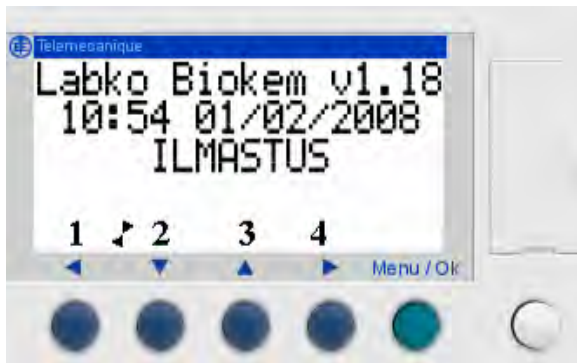 Telemecanique
Labko Biokem v1.18
10:54 01/02/2008
ILMASTUS
1 2 3 4
Menu / Ok